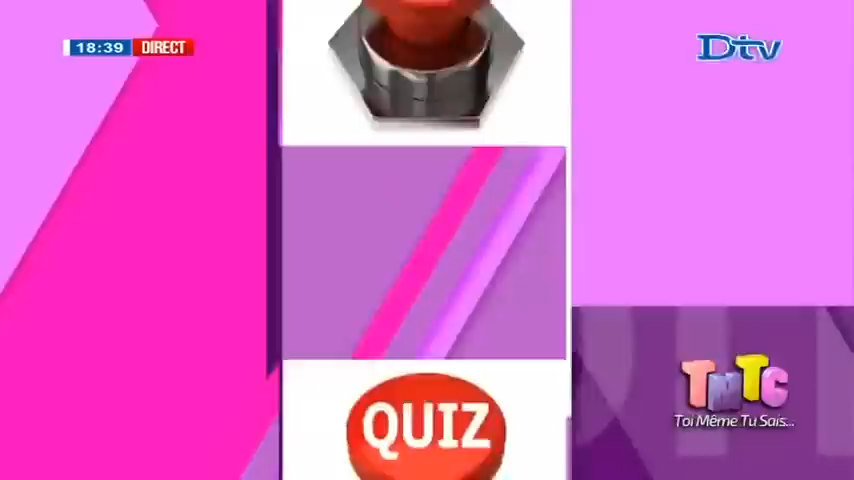 18:39 DIRECT
Dtv
QUIZ
TMTC
Toi Même Tu Sais...